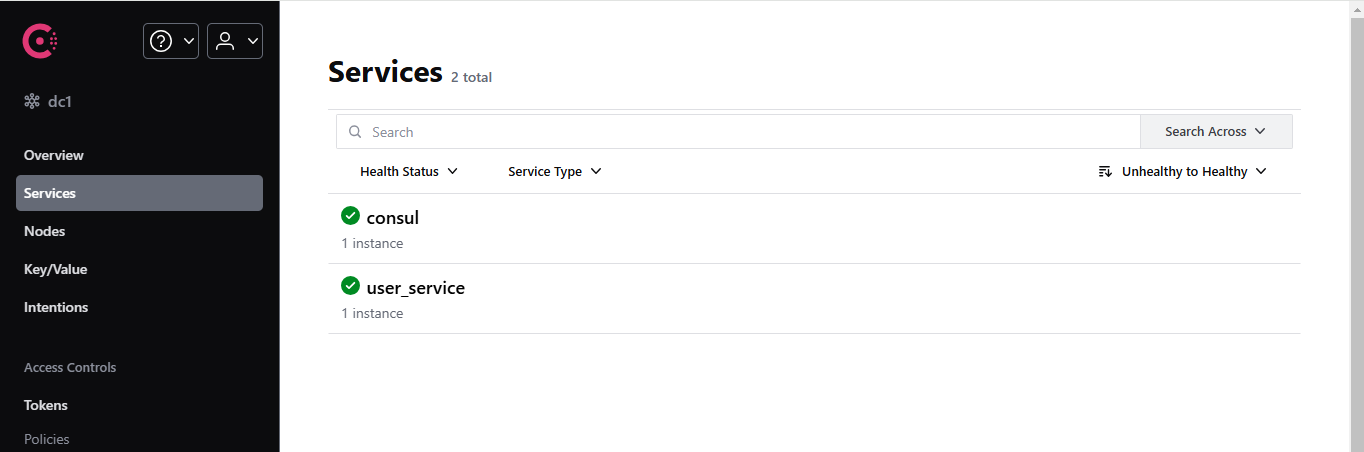 dc1
Overview
Services
Nodes
Key/Value
Intentions
Access Controls
Tokens
Policies
Services 2 total
Search Search Across
Health Status Service Type Unhealthy to Healthy
consul
1 instance
user_service
1 instance